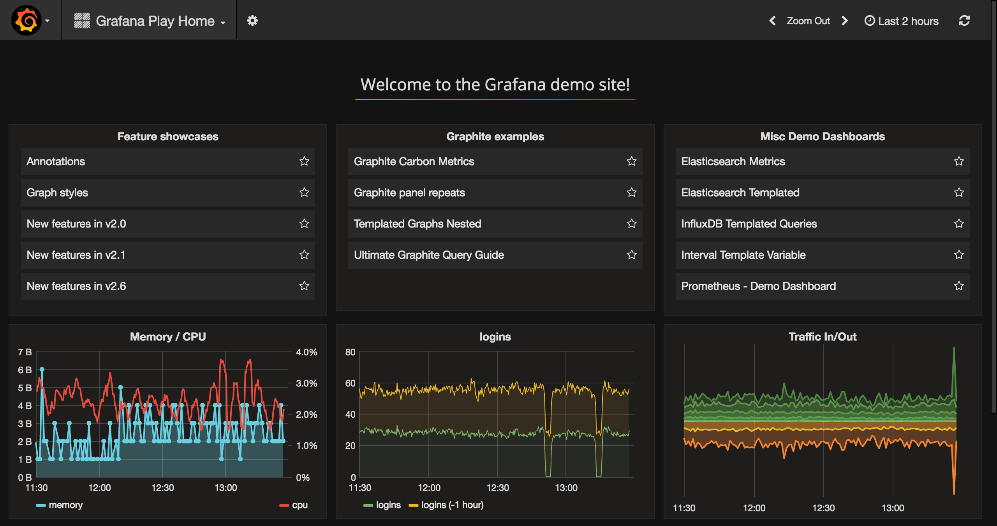 Grafana Play Home
Zoom Out
Last 2 hours
Welcome to the Grafana demo site!
Feature showcases
Annotations
Graph styles
New features in v2.0
New features in v2.1
New features in v2.6
Graphite examples
Graphite Carbon Metrics
Graphite panel repeats
Templated Graphs Nested
Ultimate Graphite Query Guide
Misc Demo Dashboards
Elasticsearch Metrics
Elasticsearch Templated
InfluxDB Templated Queries
Interval Template Variable
Prometheus - Demo Dashboard
Memory / CPU
7 B
6 B
5 B
4 B
3 B
2 B
1 B
0 B
4.0%
3.0%
2.0%
1.0%
0%
11:30 12:00 12:30 13:00
memory cpu
logins
80
60
40
20
0
11:30 12:00 12:30 13:00
logins logins (-1 hour)
Traffic In/Out
11:30 12:00 12:30 13:00